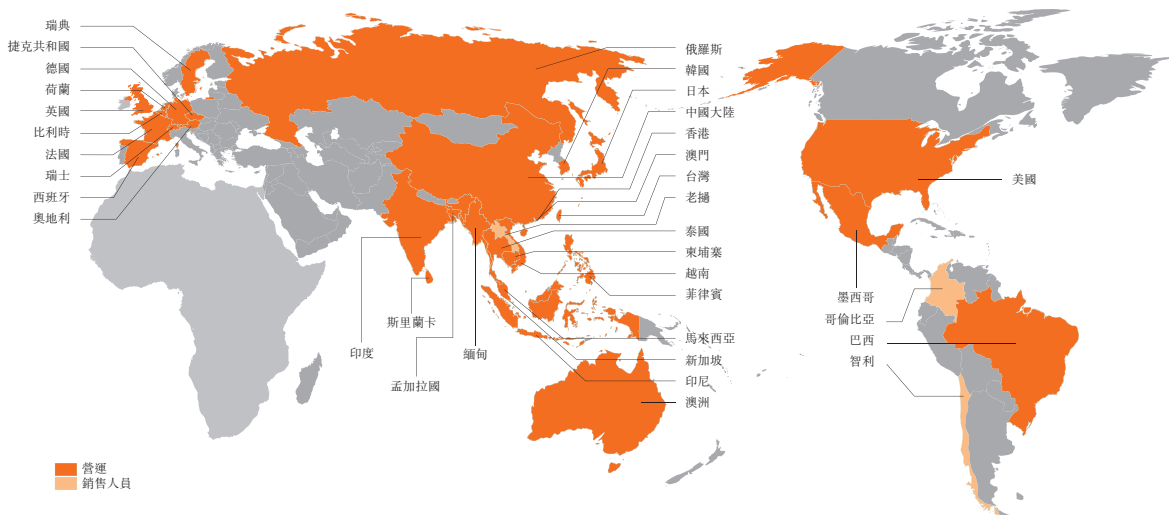 瑞典
捷克共和國
德國
荷蘭
英國
比利時
法國
瑞士
西班牙
奧地利
俄羅斯
韓國
日本
中國大陸
香港
澳門
台灣
老撾
泰國
柬埔寨
越南
菲律賓
馬來西亞
新加坡
印尼
澳洲
斯里蘭卡
印度
緬甸
孟加拉國
美國
墨西哥
哥倫比亞
巴西
智利
營運
銷售人員